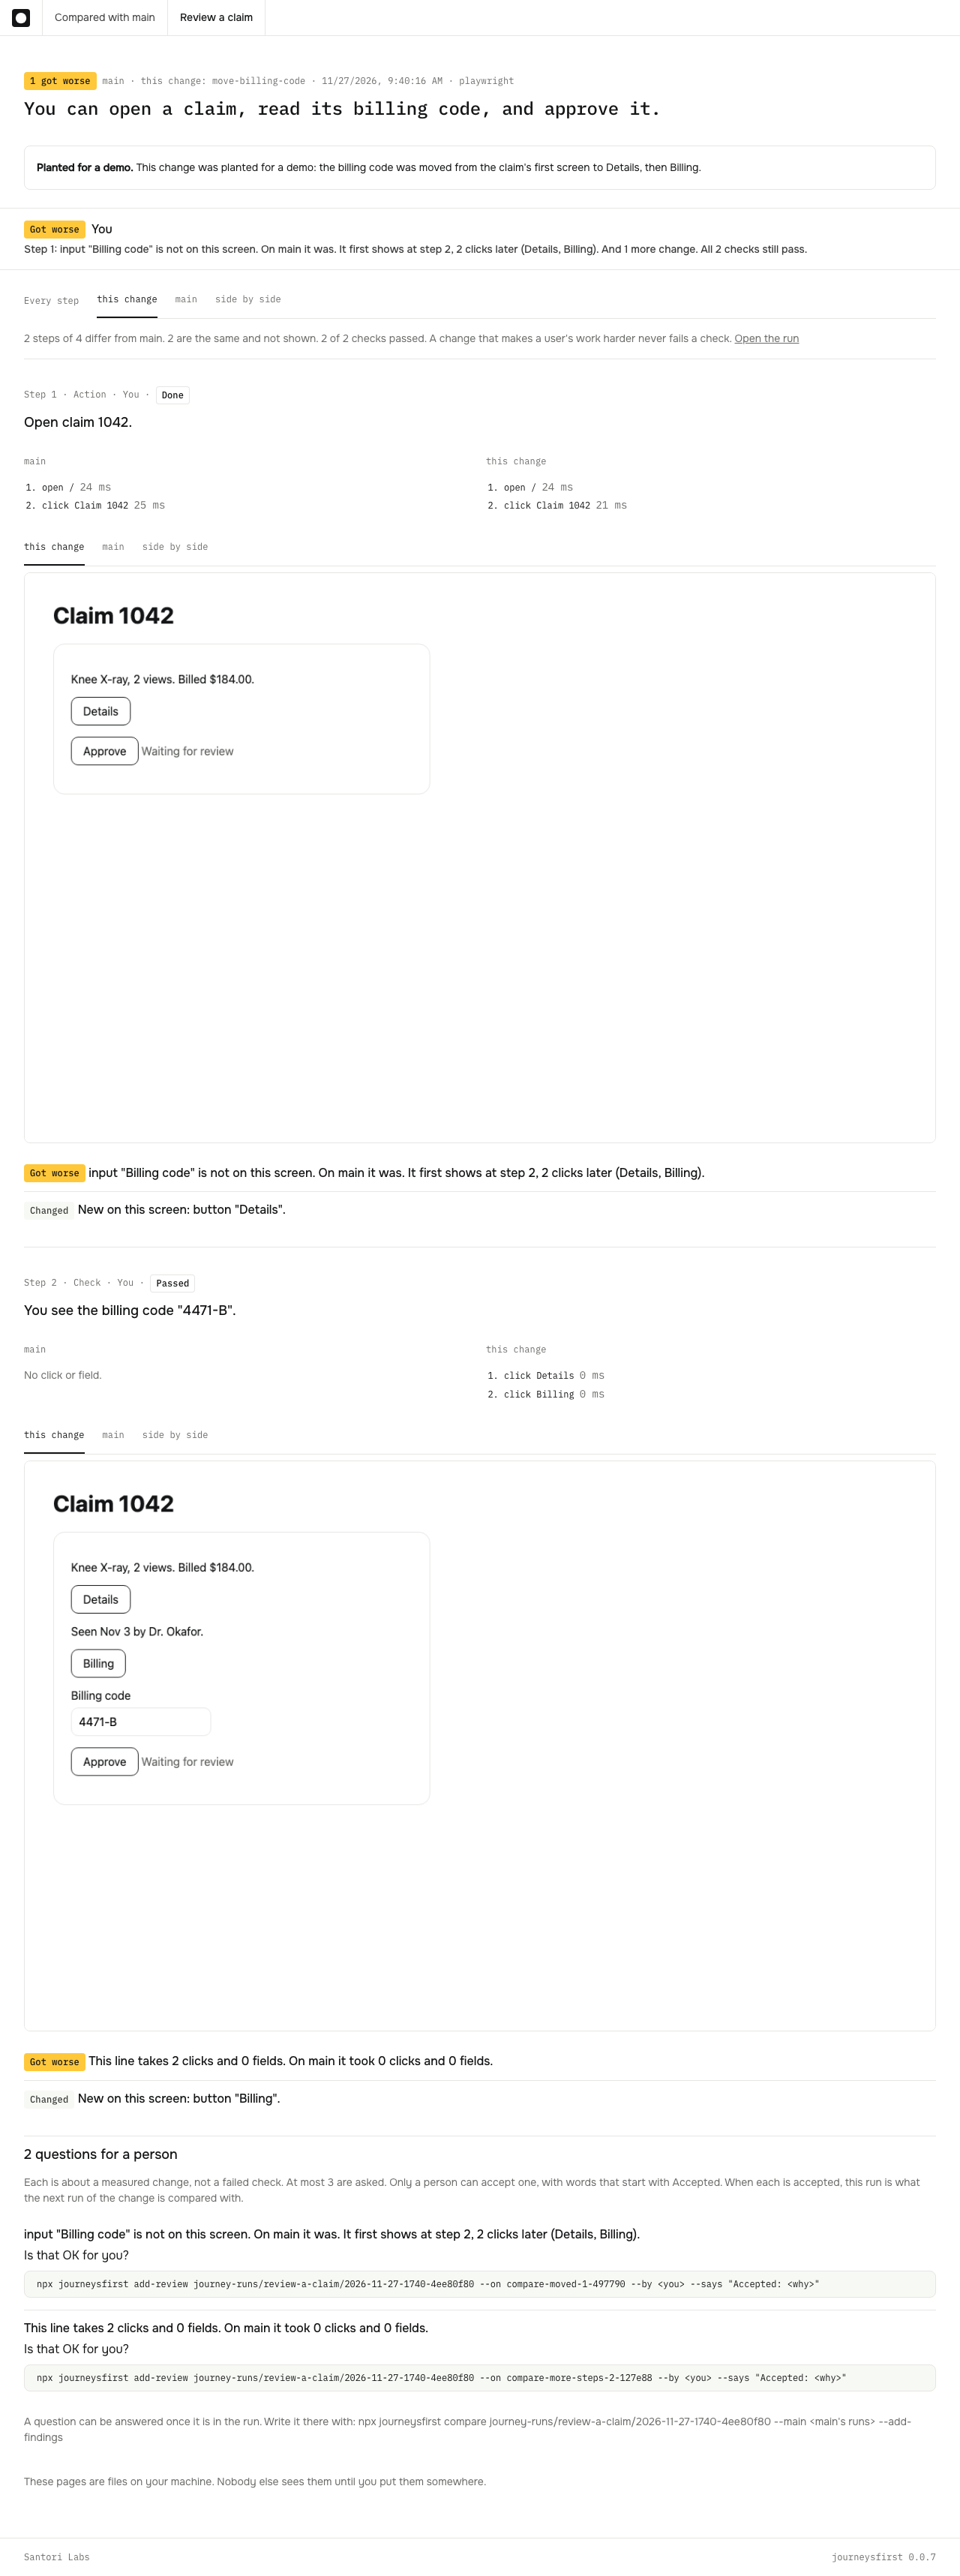 Compared with main
Review a claim
1 got worse main · this change: move-billing-code · 11/27/2026, 9:40:16 AM · playwright
You can open a claim, read its billing code, and approve it.
Planted for a demo. This change was planted for a demo: the billing code was moved from the claim's first screen to Details, then Billing.
Got worse You
Step 1: input "Billing code" is not on this screen. On main it was. It first shows at step 2, 2 clicks later (Details, Billing). And 1 more change. All 2 checks still pass.
Every step this change main side by side
2 steps of 4 differ from main. 2 are the same and not shown. 2 of 2 checks passed. A change that makes a user's work harder never fails a check. Open the run
Step 1 · Action · You · Done
Open claim 1042.
main
1. open / 24 ms
2. click Claim 1042 25 ms
this change
1. open / 24 ms
2. click Claim 1042 21 ms
this change main side by side
Claim 1042
Knee X-ray, 2 views. Billed $184.00.
Details
Approve Waiting for review
Got worse input "Billing code" is not on this screen. On main it was. It first shows at step 2, 2 clicks later (Details, Billing).
Changed New on this screen: button "Details".
Step 2 · Check · You · Passed
You see the billing code "4471-B".
main
No click or field.
this change
1. click Details 0 ms
2. click Billing 0 ms
this change main side by side
Claim 1042
Knee X-ray, 2 views. Billed $184.00.
Details
Seen Nov 3 by Dr. Okafor.
Billing
Billing code
4471-B
Approve Waiting for review
Got worse This line takes 2 clicks and 0 fields. On main it took 0 clicks and 0 fields.
Changed New on this screen: button "Billing".
2 questions for a person
Each is about a measured change, not a failed check. At most 3 are asked. Only a person can accept one, with words that start with Accepted. When each is accepted, this run is what
the next run of the change is compared with.
input "Billing code" is not on this screen. On main it was. It first shows at step 2, 2 clicks later (Details, Billing).
Is that OK for you?
npx journeysfirst add-review journey-runs/review-a-claim/2026-11-27-1740-4ee80f80 --on compare-moved-1-497790 --by <you> --says "Accepted: <why>"
This line takes 2 clicks and 0 fields. On main it took 0 clicks and 0 fields.
Is that OK for you?
npx journeysfirst add-review journey-runs/review-a-claim/2026-11-27-1740-4ee80f80 --on compare-more-steps-2-127e88 --by <you> --says "Accepted: <why>"
A question can be answered once it is in the run. Write it there with: npx journeysfirst compare journey-runs/review-a-claim/2026-11-27-1740-4ee80f80 --main <main's runs> --add-
findings
These pages are files on your machine. Nobody else sees them until you put them somewhere.
Santori Labs
journeysfirst 0.0.7